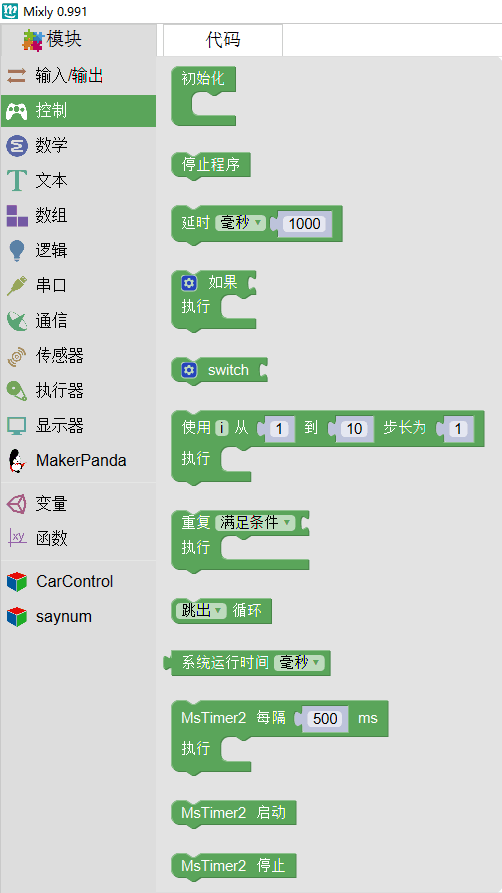 Mixly 0.991
模块
代码
输入/输出
控制
数学
文本
数组
逻辑
串口
通信
传感器
执行器
显示器
MakerPanda
变量
函数
CarControl
saynum
初始化
停止程序
延时 毫秒 1000
如果
执行
switch
使用 i 从 1 到 10 步长为 1
执行
重复 满足条件
执行
跳出 循环
系统运行时间 毫秒
MsTimer2 每隔 500 ms
执行
MsTimer2 启动
MsTimer2 停止